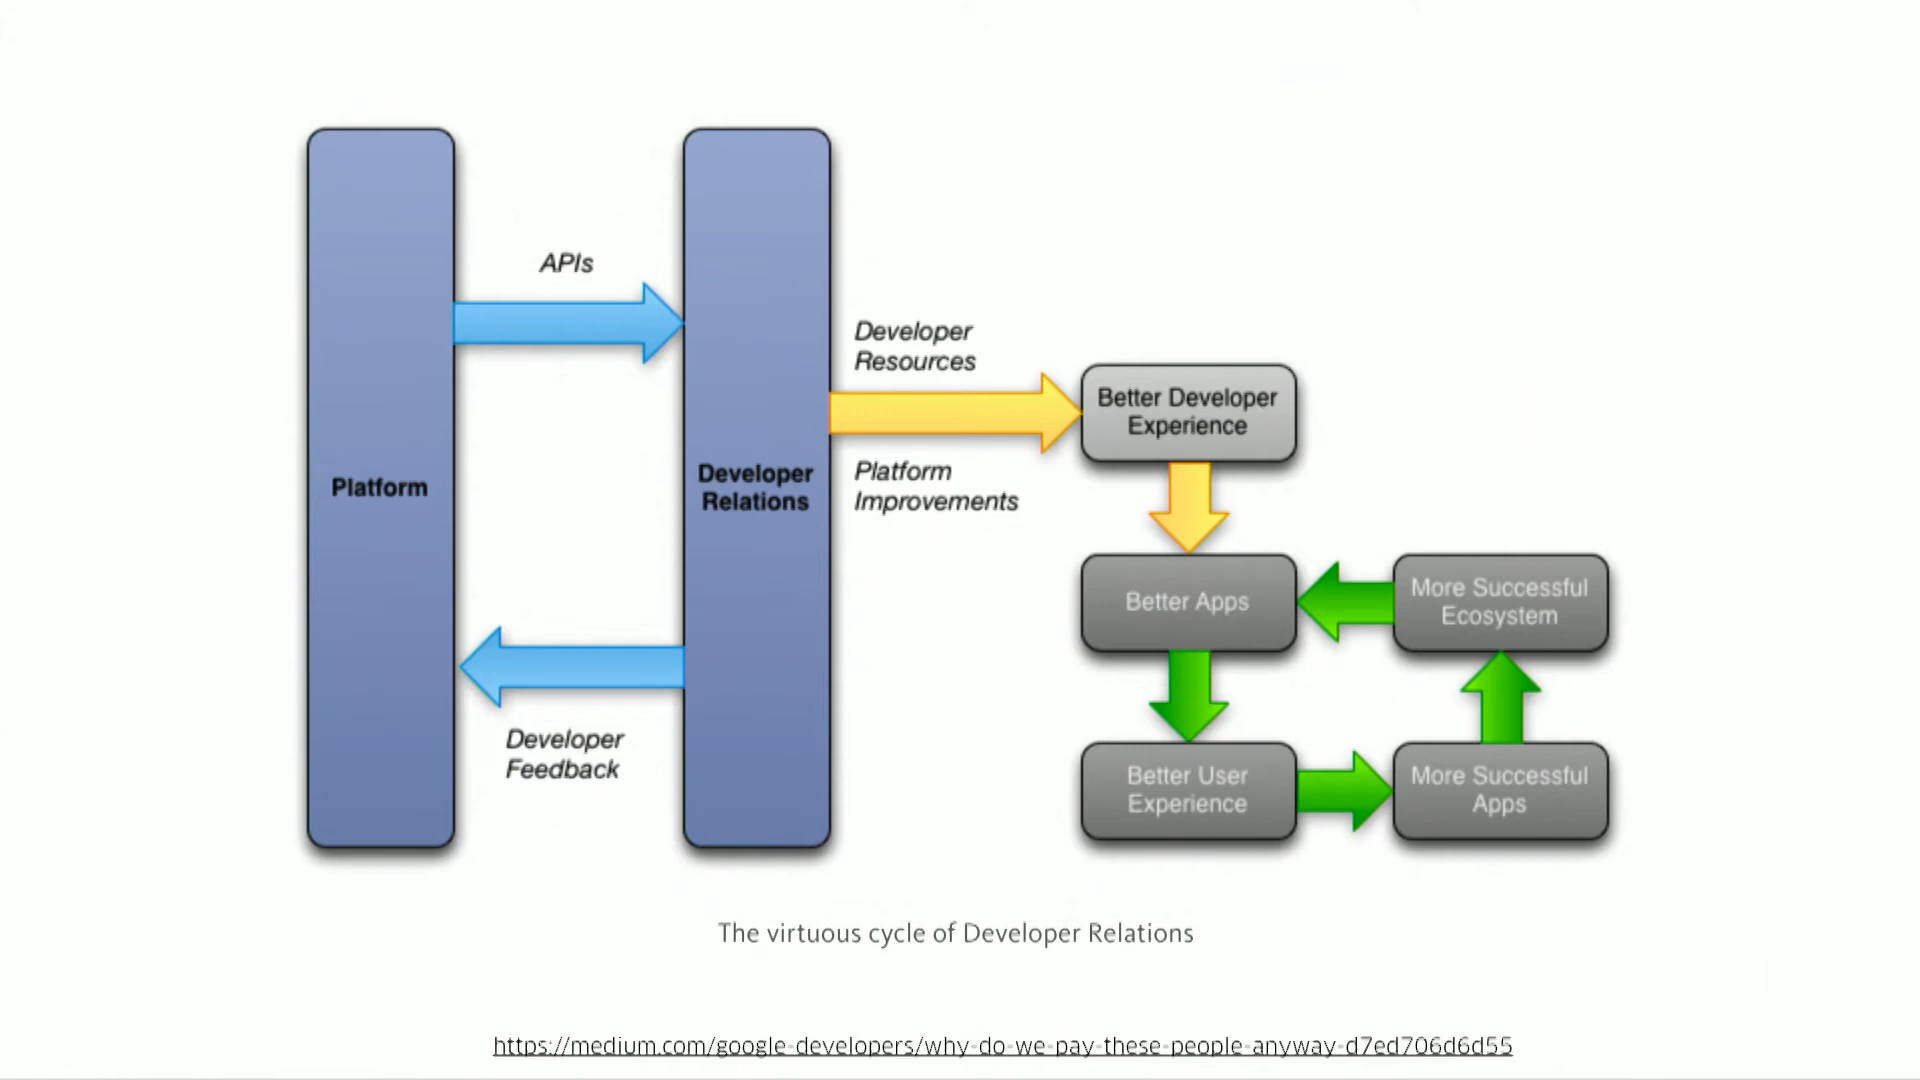 APIs
Developer
Resources
Better Developer
Experience
Platform
Developer
Relations
Platform
Improvements
Better Apps
More Successful
Ecosystem
Developer
Feedback
Better User
Experience
More Successful
Apps
The virtuous cycle of Developer Relations
https://medium.com/google-developers/why-do-we-pay-these-people-anyway-d7ed706d6d55